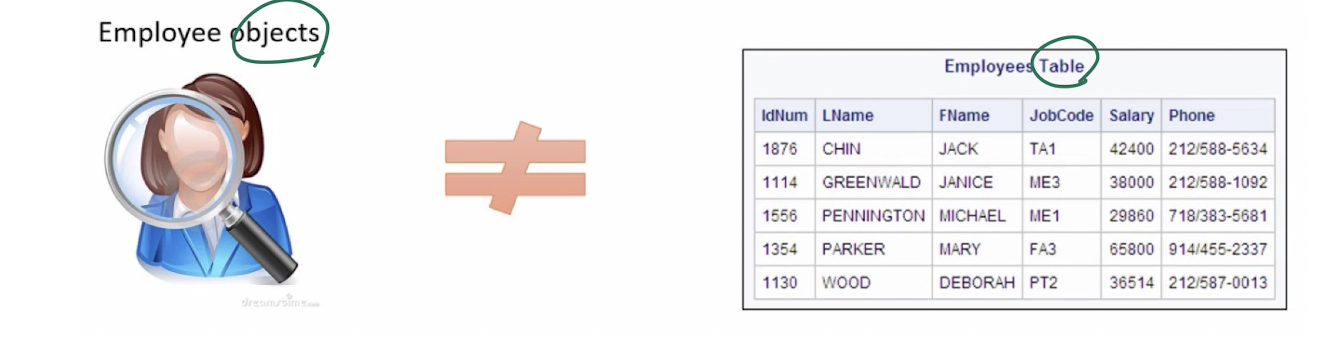 Employee objects
dreamstime
Employees Table
IdNum LName FName JobCode Salary Phone
1876 CHIN JACK TA1 42400 212/588-5634
1114 GREENWALD JANICE ME3 38000 212/588-1092
1556 PENNINGTON MICHAEL ME1 29860 718/383-5681
1354 PARKER MARY FA3 65800 914/455-2337
1130 WOOD DEBORAH PT2 36514 212/587-0013